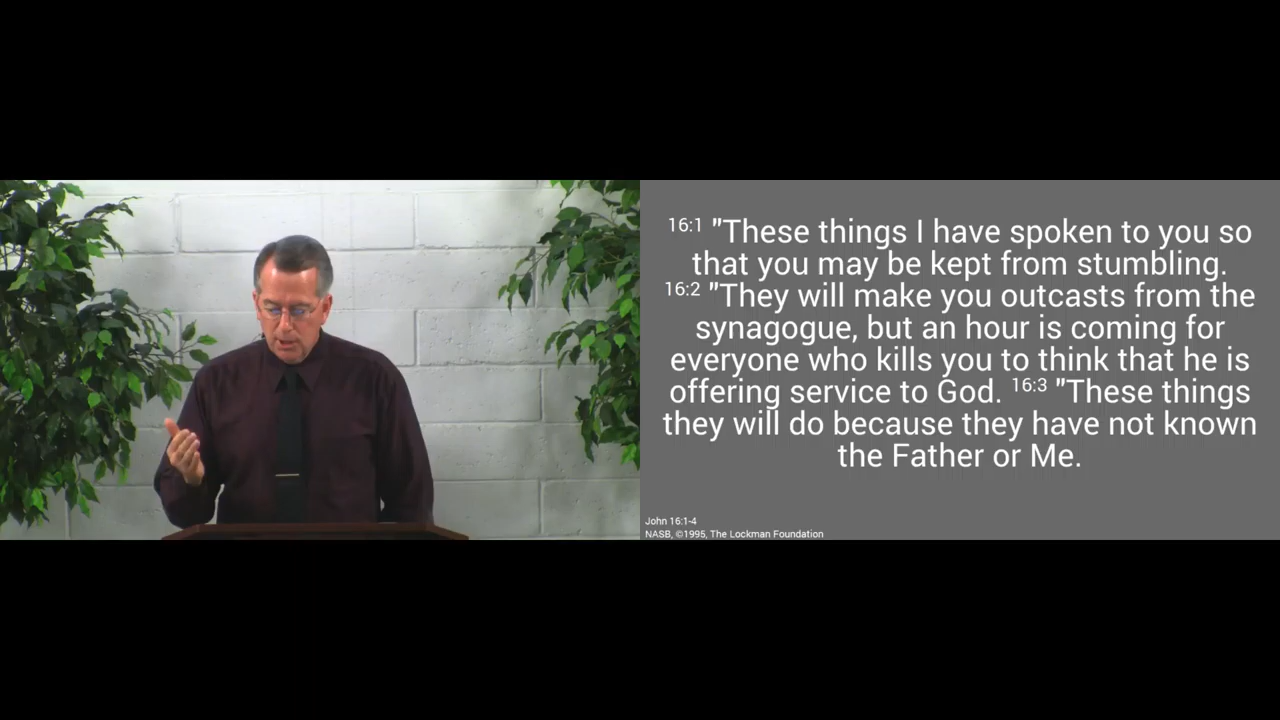 16:1 "These things I have spoken to you so
that you may be kept from stumbling.
16:2 "They will make you outcasts from the
synagogue, but an hour is coming for
everyone who kills you to think that he is
offering service to God. 16:3 "These things
they will do because they have not known
the Father or Me.
John 16:1-4
NASB, ©1995, The Lockman Foundation